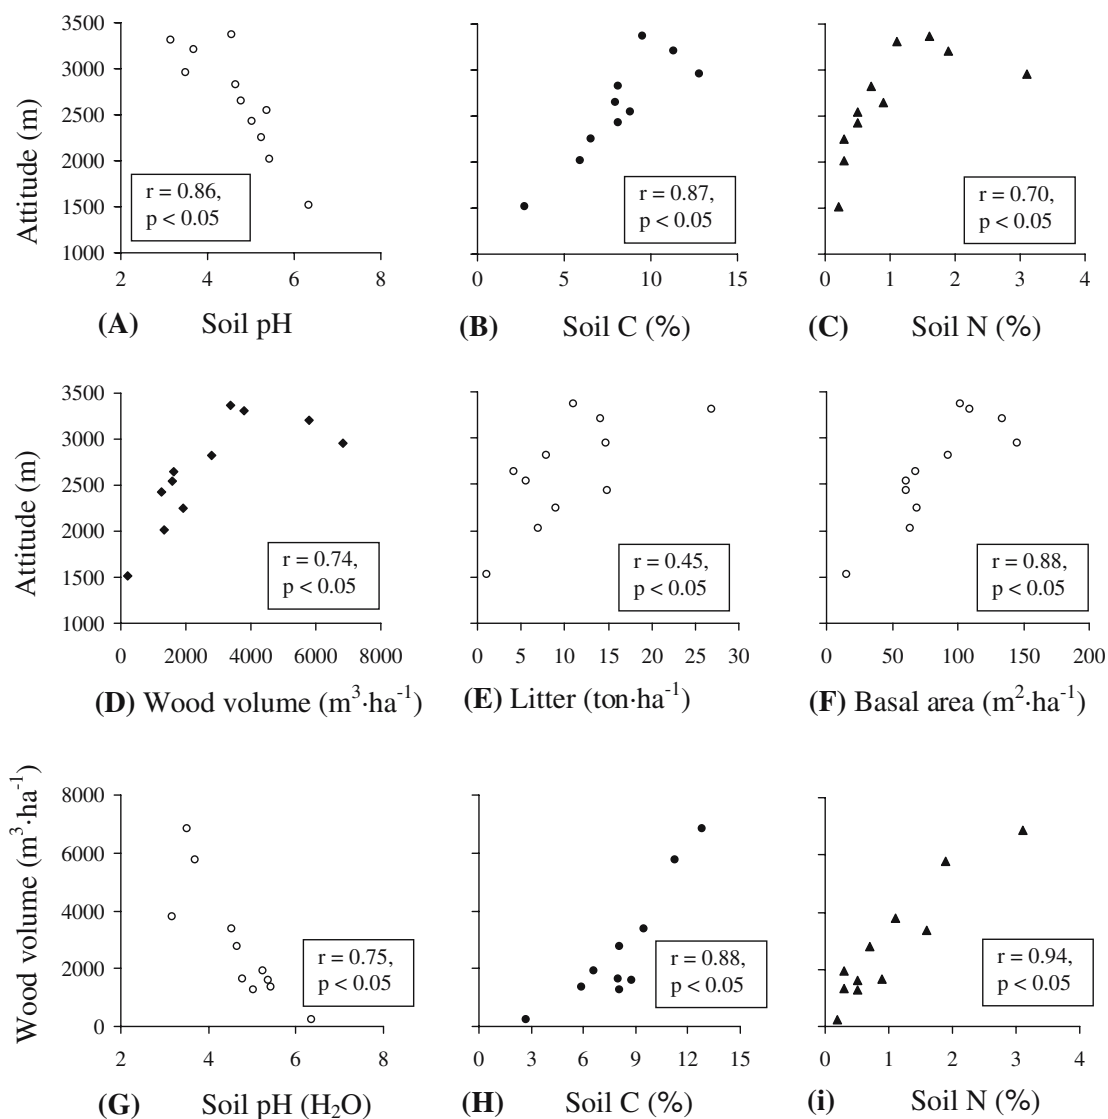 3500
3000
2500
2000
1500
1000
Attitude (m)
r = 0.86,
p < 0.05
2 4 6 8
(A) Soil pH
r = 0.87,
p < 0.05
0 5 10 15
(B) Soil C (%)
r = 0.70,
p < 0.05
0 1 2 3 4
(C) Soil N (%)
3500
3000
2500
2000
1500
1000
Attitude (m)
r = 0.74,
p < 0.05
0 2000 4000 6000 8000
(D) Wood volume (m³·ha⁻¹)
r = 0.45,
p < 0.05
0 5 10 15 20 25 30
(E) Litter (ton·ha⁻¹)
r = 0.88,
p < 0.05
0 50 100 150 200
(F) Basal area (m²·ha⁻¹)
8000
6000
4000
2000
0
Wood volume (m³·ha⁻¹)
r = 0.75,
p < 0.05
2 4 6 8
(G) Soil pH (H₂O)
r = 0.88,
p < 0.05
0 3 6 9 12 15
(H) Soil C (%)
r = 0.94,
p < 0.05
0 1 2 3 4
(i) Soil N (%)